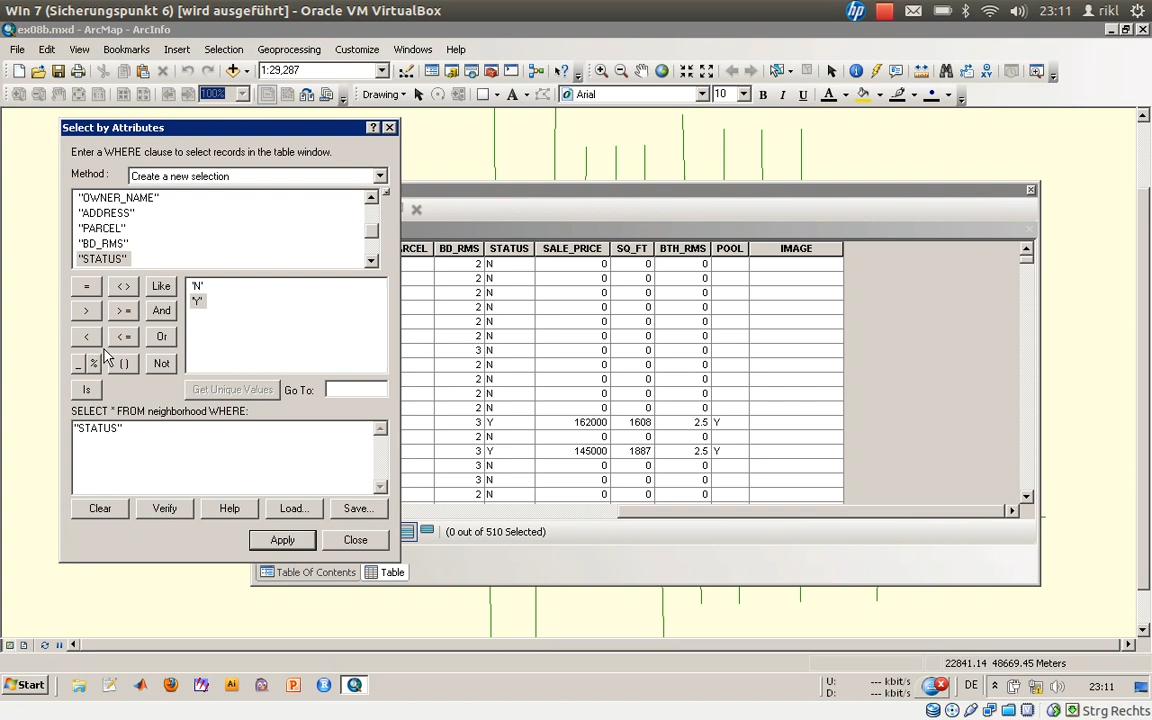 WIn 7 (Sicherungspunkt 6) [wird ausgeführt] - Oracle VM VirtualBox
23:11
rikl
ex08b.mxd - ArcMap - ArcInfo
File Edit View Bookmarks Insert Selection Geoprocessing Customize Windows Help
1:29,287
100% Drawing Arial 10 B I U A
Select by Attributes
Enter a WHERE clause to select records in the table window.
Method : Create a new selection
"OWNER_NAME"
"ADDRESS"
"PARCEL"
"BD_RMS"
"STATUS"
= < > Like
> > = And
< < = Or
_ % ( ) Not
Is
'N'
'Y'
Get Unique Values Go To:
SELECT * FROM neighborhood WHERE:
"STATUS"
Clear Verify Help Load... Save...
Apply Close
RCEL BD_RMS STATUS SALE_PRICE SQ_FT BTH_RMS POOL IMAGE
2 N 0 0 0
2 N 0 0 0
2 N 0 0 0
2 N 0 0 0
2 N 0 0 0
2 N 0 0 0
3 N 0 0 0
2 N 0 0 0
2 N 0 0 0
2 N 0 0 0
2 N 0 0 0
3 Y 162000 1608 2.5 Y
2 N 0 0 0
3 Y 145000 1887 2.5 Y
3 N 0 0 0
3 N 0 0 0
2 N 0 0 0
(0 out of 510 Selected)
Table Of Contents Table
22841.14 48669.45 Meters
Start
U: --- kbit/s
D: --- kbit/s
DE
23:11
Strg Rechts